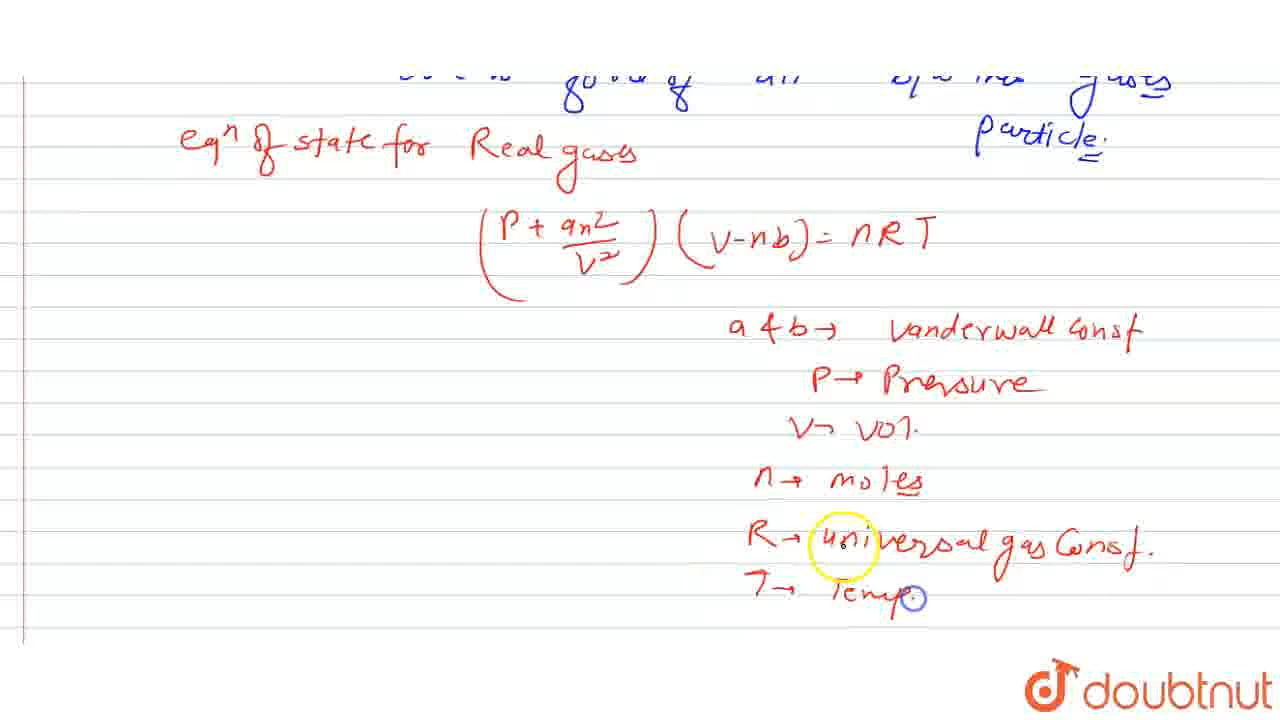 gases
particle.
eqⁿ of state for Real gases
(P + an²/V²) (V-nb) = nRT
a & b → Vanderwall Const
P → Pressure
V → Vol.
n → moles
R → universal gas Const.
T → Temp.
doubtnut